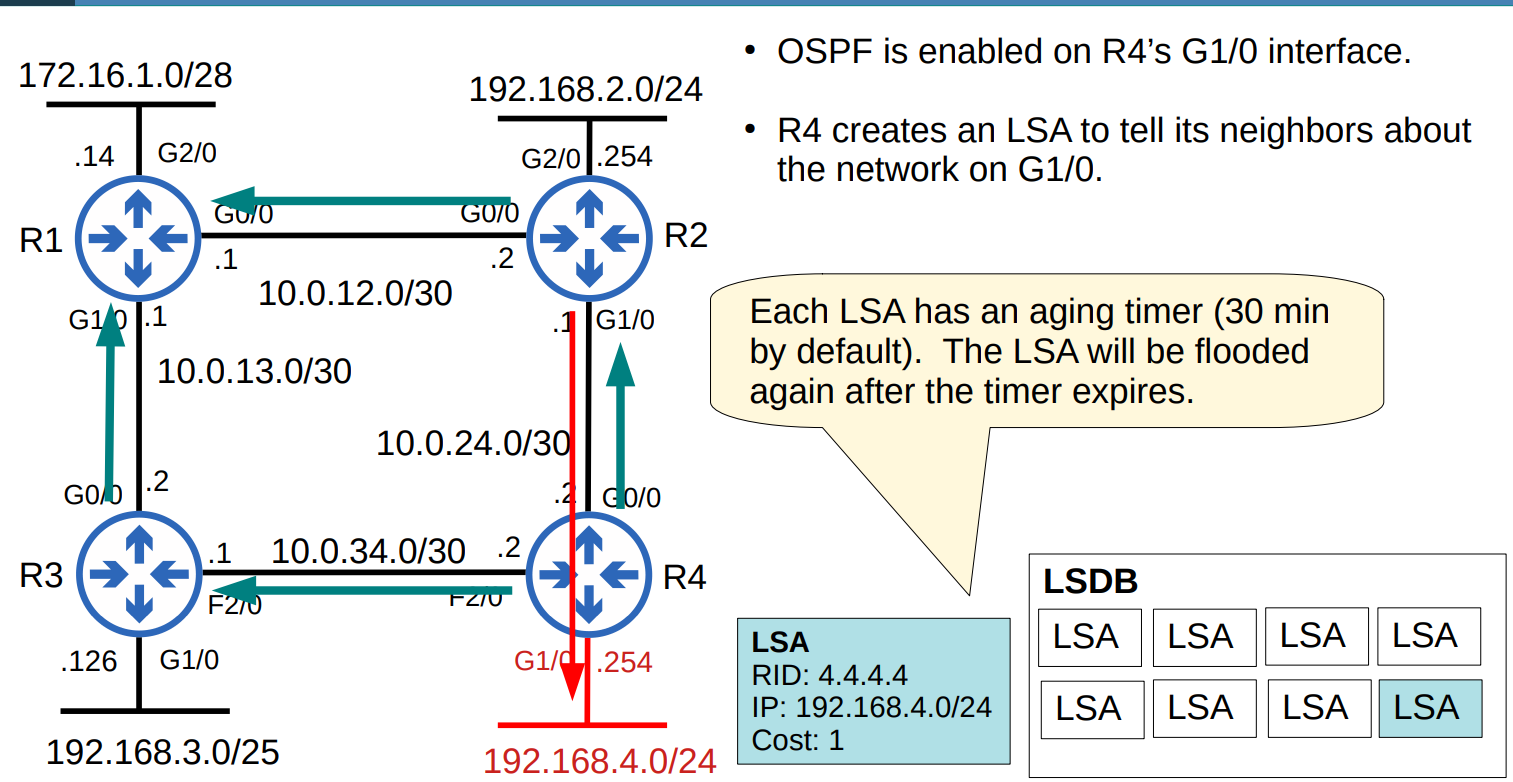 172.16.1.0/28
192.168.2.0/24
.14
G2/0
G2/0
.254
R1
G0/0
G0/0
R2
.1
.2
10.0.12.0/30
G1/0
.1
.1
G1/0
10.0.13.0/30
10.0.24.0/30
G0/0
.2
.2
G0/0
R3
.1
10.0.34.0/30
.2
R4
F2/0
F2/0
.126
G1/0
G1/0
.254
192.168.3.0/25
192.168.4.0/24
• OSPF is enabled on R4’s G1/0 interface.
• R4 creates an LSA to tell its neighbors about
the network on G1/0.
Each LSA has an aging timer (30 min
by default).  The LSA will be flooded
again after the timer expires.
LSA
RID: 4.4.4.4
IP: 192.168.4.0/24
Cost: 1
LSDB
LSA LSA LSA LSA
LSA LSA LSA LSA